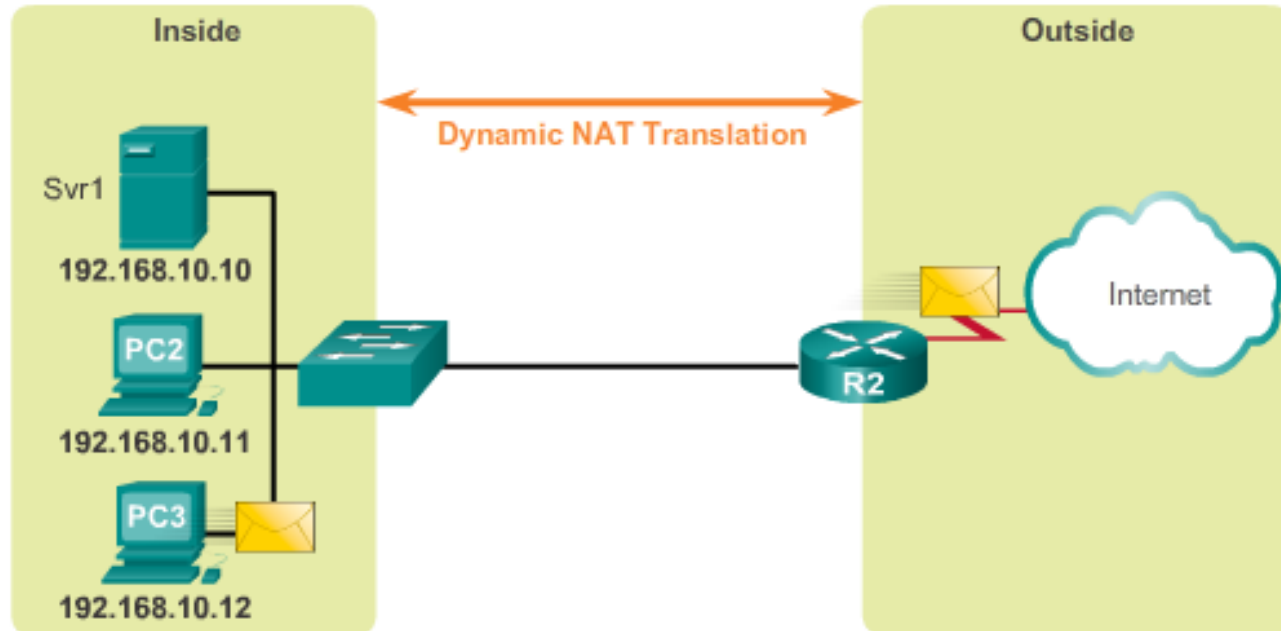 Inside
Outside
Dynamic NAT Translation
Svr1
192.168.10.10
PC2
192.168.10.11
PC3
192.168.10.12
R2
Internet